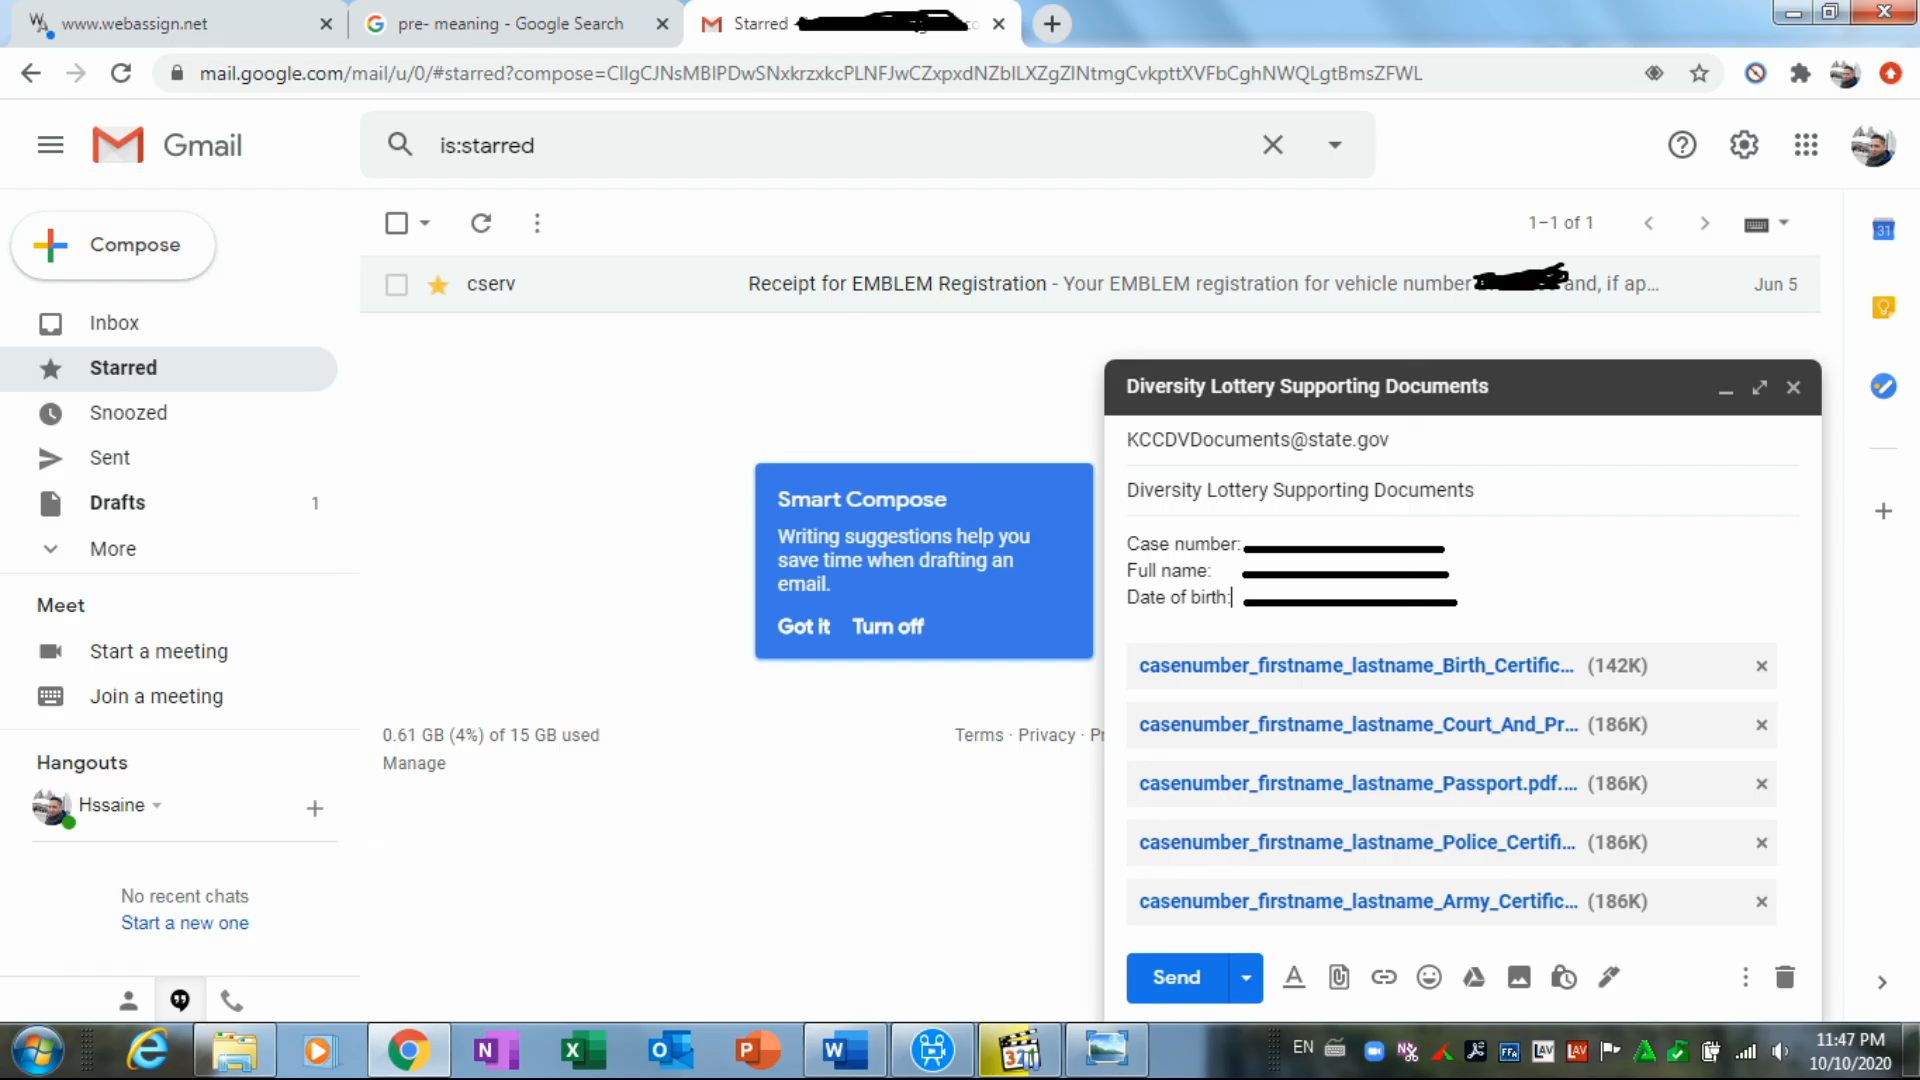 www.webassign.net
pre- meaning - Google Search
Starred -
mail.google.com/mail/u/0/#starred?compose=CllgCJNsMBlPDwSNxkrzxkcPLNFJwCZxpxdNZblLXZgZlNtmgCvkpttXVFbCghNWQLgtBmsZFWL
Gmail
is:starred
Compose
1–1 of 1
cserv
Receipt for EMBLEM Registration - Your EMBLEM registration for vehicle number and, if ap...
Jun 5
Inbox
Starred
Snoozed
Sent
Drafts 1
More
Meet
Start a meeting
Join a meeting
Hangouts
Hssaine
No recent chats
Start a new one
Smart Compose
Writing suggestions help you
save time when drafting an
email.
Got it Turn off
0.61 GB (4%) of 15 GB used
Manage
Terms · Privacy · Pr
Diversity Lottery Supporting Documents
KCCDVDocuments@state.gov
Diversity Lottery Supporting Documents
Case number:
Full name:
Date of birth:
casenumber_firstname_lastname_Birth_Certific... (142K)
casenumber_firstname_lastname_Court_And_Pr... (186K)
casenumber_firstname_lastname_Passport.pdf.... (186K)
casenumber_firstname_lastname_Police_Certifi... (186K)
casenumber_firstname_lastname_Army_Certific... (186K)
Send
31
N
X
O
P
W
321
EN
FFA
LAV
LAV
11:47 PM
10/10/2020